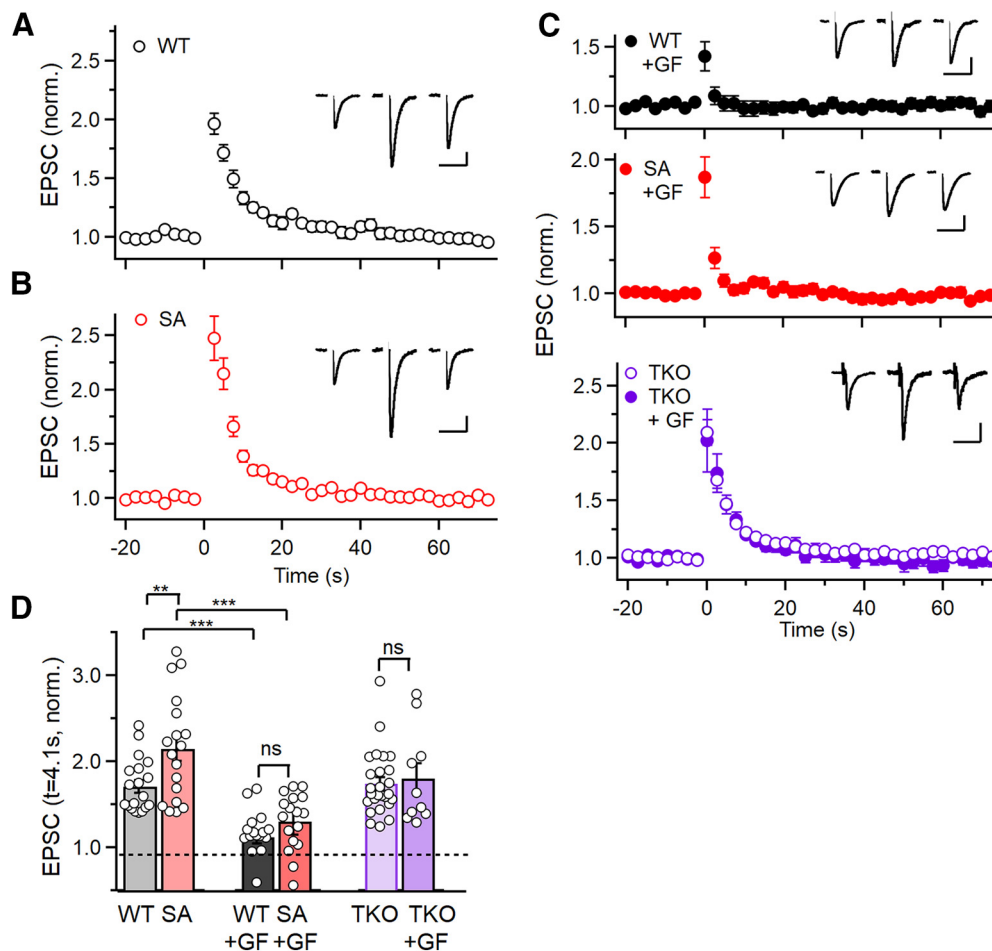 A
WT
2.5
2.0
1.5
1.0
EPSC (norm.)
B
SA
2.5
2.0
1.5
1.0
EPSC (norm.)
-20 0 20 40 60
Time (s)
C
WT
+GF
1.5
1.0
SA
+GF
2.0
1.5
1.0
EPSC (norm.)
TKO
TKO
+ GF
2.5
2.0
1.5
1.0
-20 0 20 40 60
Time (s)
D
**
***
***
ns
ns
3.0
2.0
1.0
EPSC (t=4.1s, norm.)
WT SA WT SA TKO TKO
+GF +GF +GF